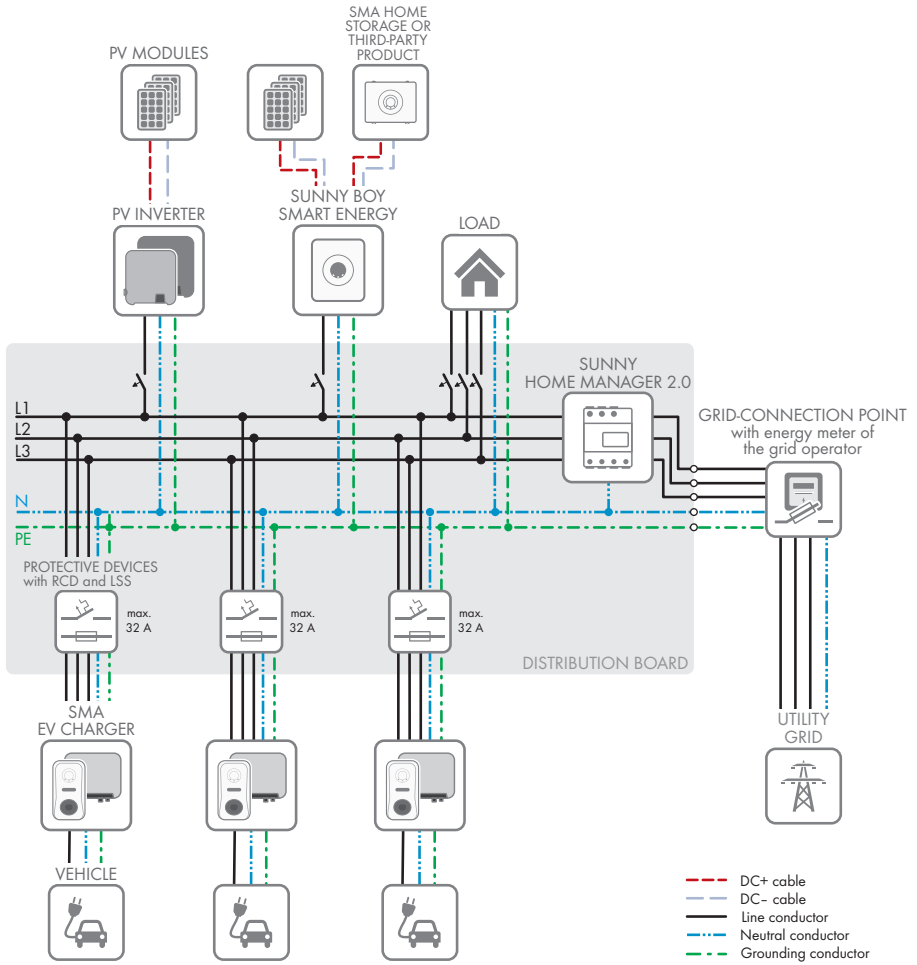 SMA HOME
STORAGE OR
THIRD-PARTY
PRODUCT
PV MODULES
SUNNY BOY
SMART ENERGY
PV INVERTER
LOAD
SUNNY
HOME MANAGER 2.0
GRID-CONNECTION POINT
with energy meter of
the grid operator
L1
L2
L3
N
PE
PROTECTIVE DEVICES
with RCD and LSS
max.
32 A
max.
32 A
max.
32 A
DISTRIBUTION BOARD
SMA
EV CHARGER
UTILITY
GRID
VEHICLE
DC+ cable
DC– cable
Line conductor
Neutral conductor
Grounding conductor